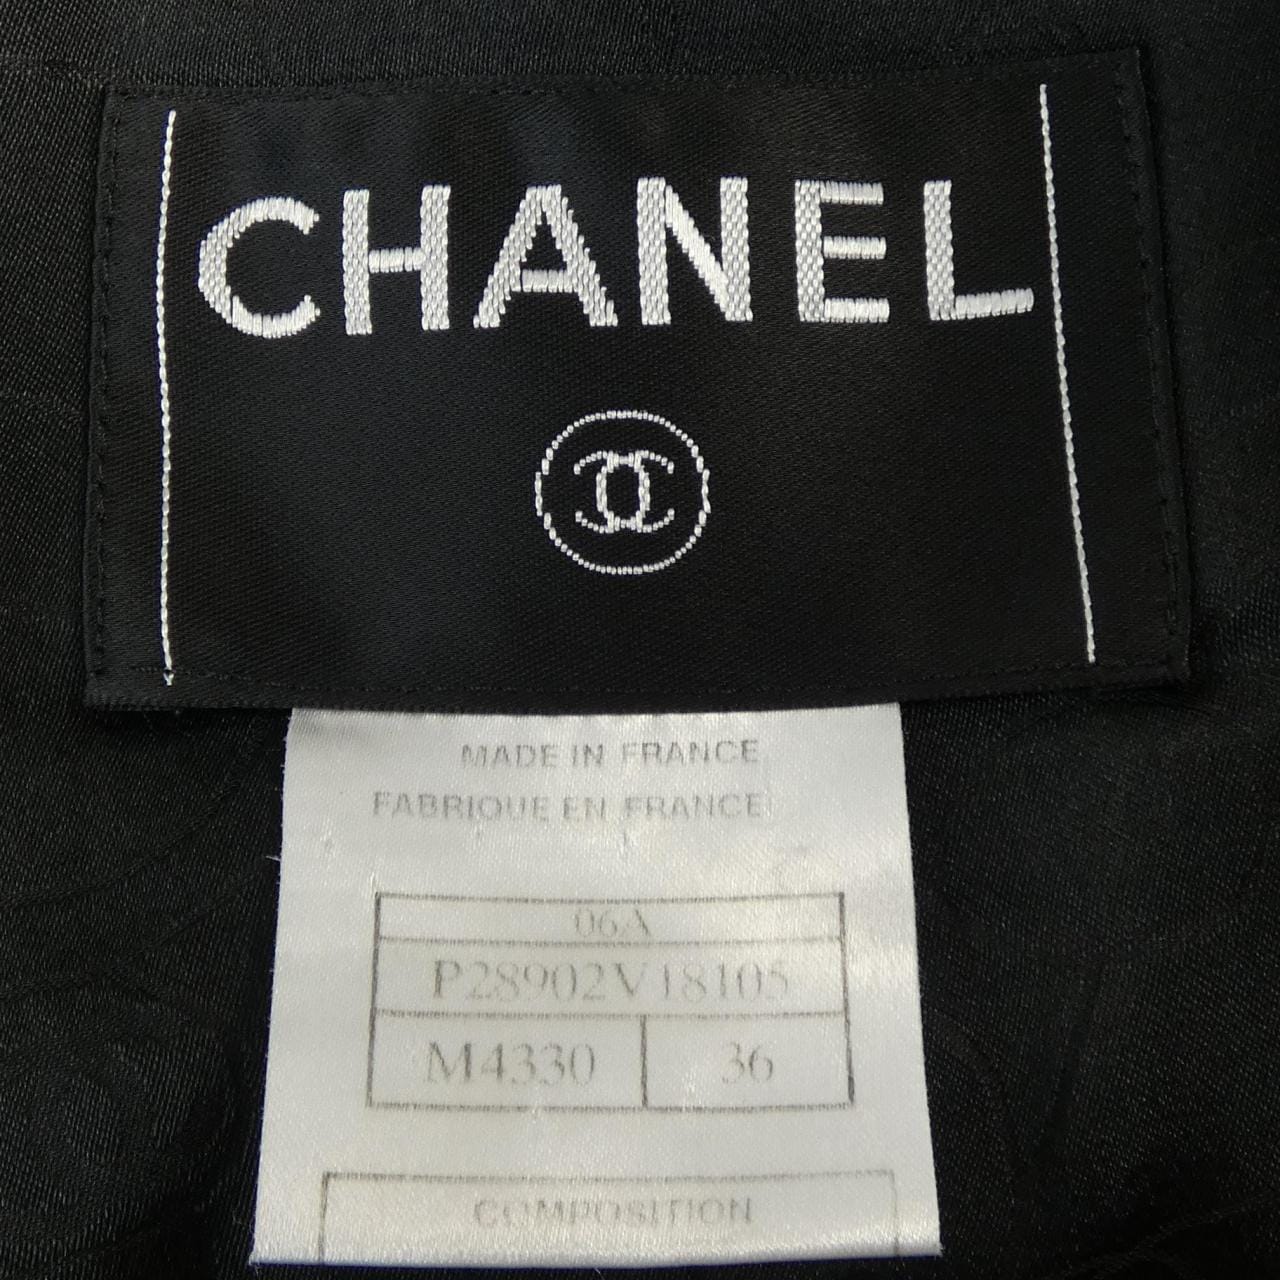 CHANEL
MADE IN FRANCE
FABRIQUE EN FRANCE
06A
P28902V18105
M4330 36
COMPOSITION